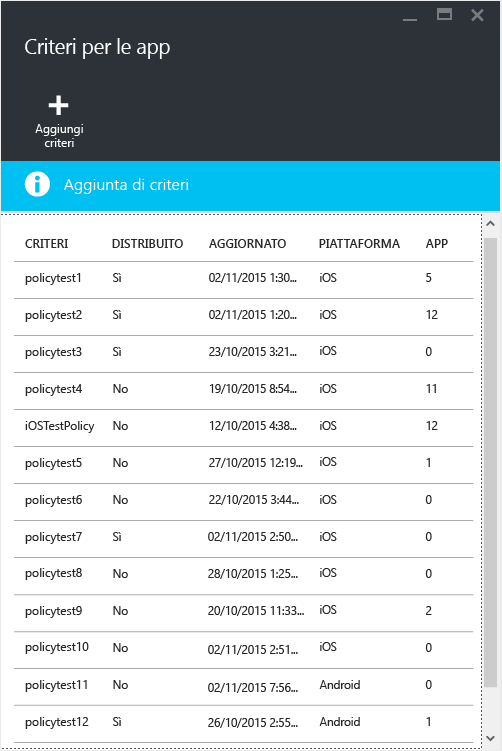 Criteri per le app
Aggiungi
criteri
Aggiunta di criteri
CRITERI DISTRIBUITO AGGIORNATO PIATTAFORMA APP
policytest1 Sì 02/11/2015 1:30... iOS 5
policytest2 Sì 02/11/2015 1:20... iOS 12
policytest3 Sì 23/10/2015 3:21... iOS 0
policytest4 No 19/10/2015 8:54... iOS 11
iOSTestPolicy No 12/10/2015 4:38... iOS 12
policytest5 No 27/10/2015 12:19... iOS 1
policytest6 No 22/10/2015 3:44... iOS 0
policytest7 Sì 02/11/2015 2:50... iOS 0
policytest8 No 28/10/2015 1:25... iOS 0
policytest9 No 20/10/2015 11:33... iOS 2
policytest10 No 02/11/2015 2:51... iOS 0
policytest11 No 02/11/2015 7:56... Android 0
policytest12 Sì 26/10/2015 2:55... Android 1